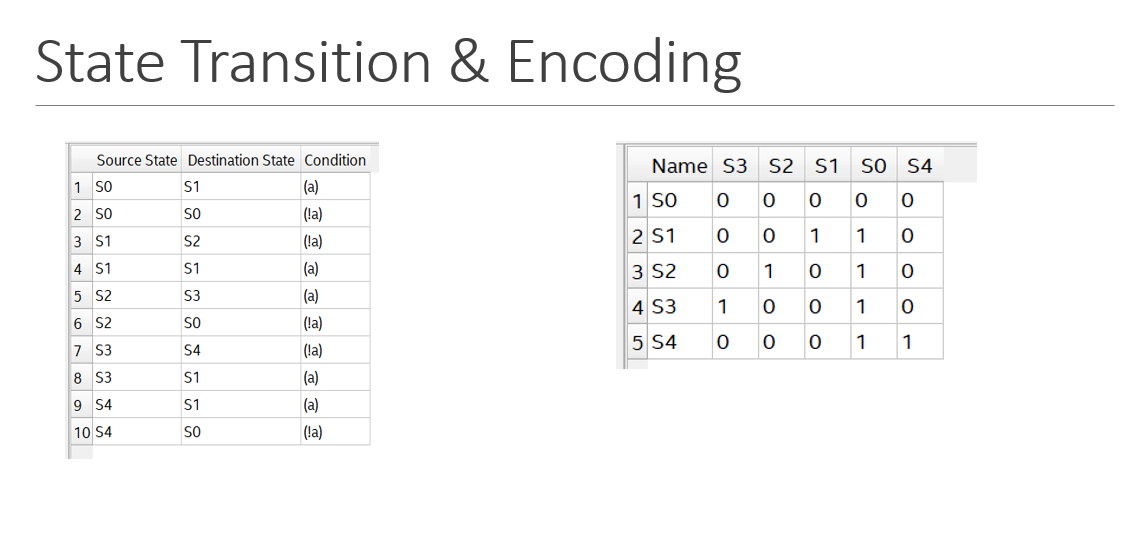 State Transition & Encoding
Source State Destination State Condition
1 S0 S1 (a)
2 S0 S0 (!a)
3 S1 S2 (!a)
4 S1 S1 (a)
5 S2 S3 (a)
6 S2 S0 (!a)
7 S3 S4 (!a)
8 S3 S1 (a)
9 S4 S1 (a)
10 S4 S0 (!a)
Name S3 S2 S1 S0 S4
1 S0 0 0 0 0 0
2 S1 0 0 1 1 0
3 S2 0 1 0 1 0
4 S3 1 0 0 1 0
5 S4 0 0 0 1 1